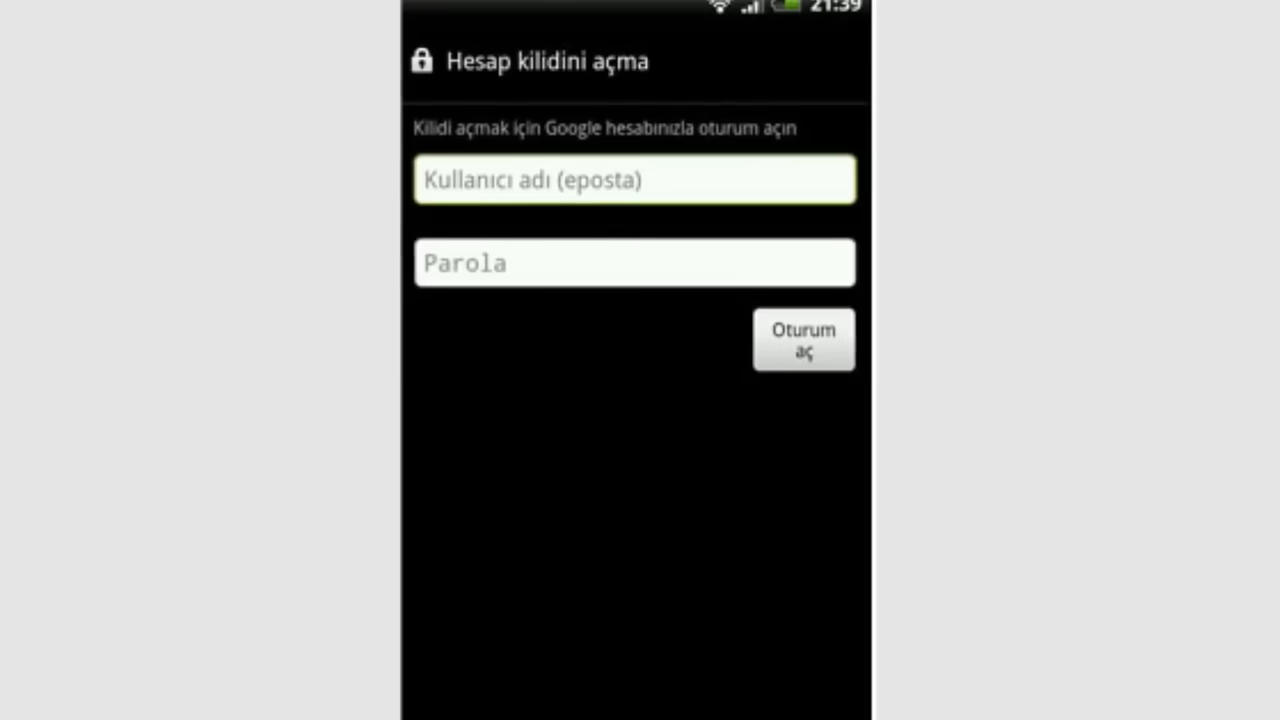 21:39
Hesap kilidini açma
Kilidi açmak için Google hesabınızla oturum açın
Kullanıcı adı (eposta)
Parola
Oturum
aç